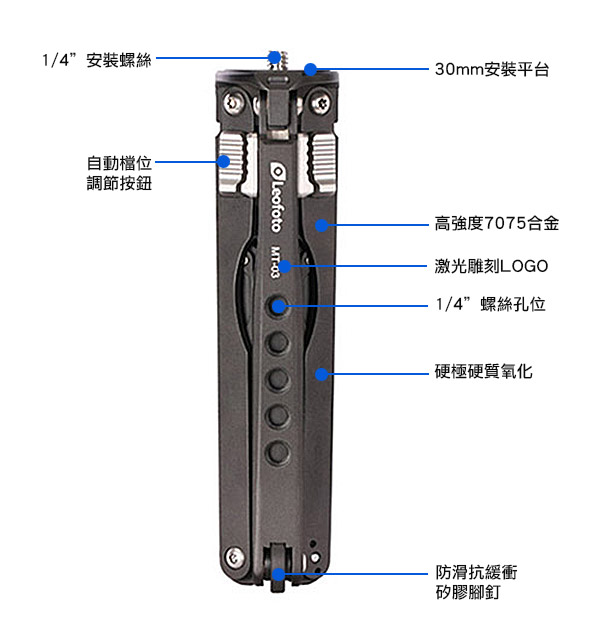 1/4”安裝螺絲
30mm安裝平台
自動檔位
調節按鈕
Leofoto
MT-03
高強度7075合金
激光雕刻LOGO
1/4”螺絲孔位
硬極硬質氧化
防滑抗緩衝
矽膠腳釘